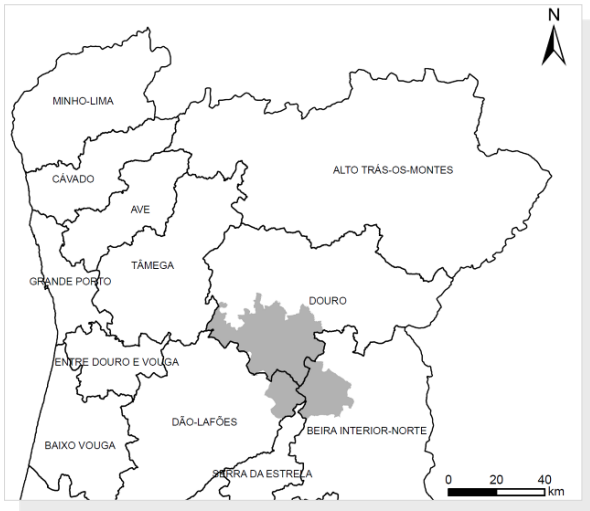 N
MINHO-LIMA
ALTO TRÁS-OS-MONTES
CÁVADO
AVE
TÂMEGA
GRANDE PORTO
DOURO
ENTRE DOURO E VOUGA
DÃO-LAFÕES
BEIRA INTERIOR-NORTE
BAIXO VOUGA
SERRA DA ESTRELA
0 20 40
km